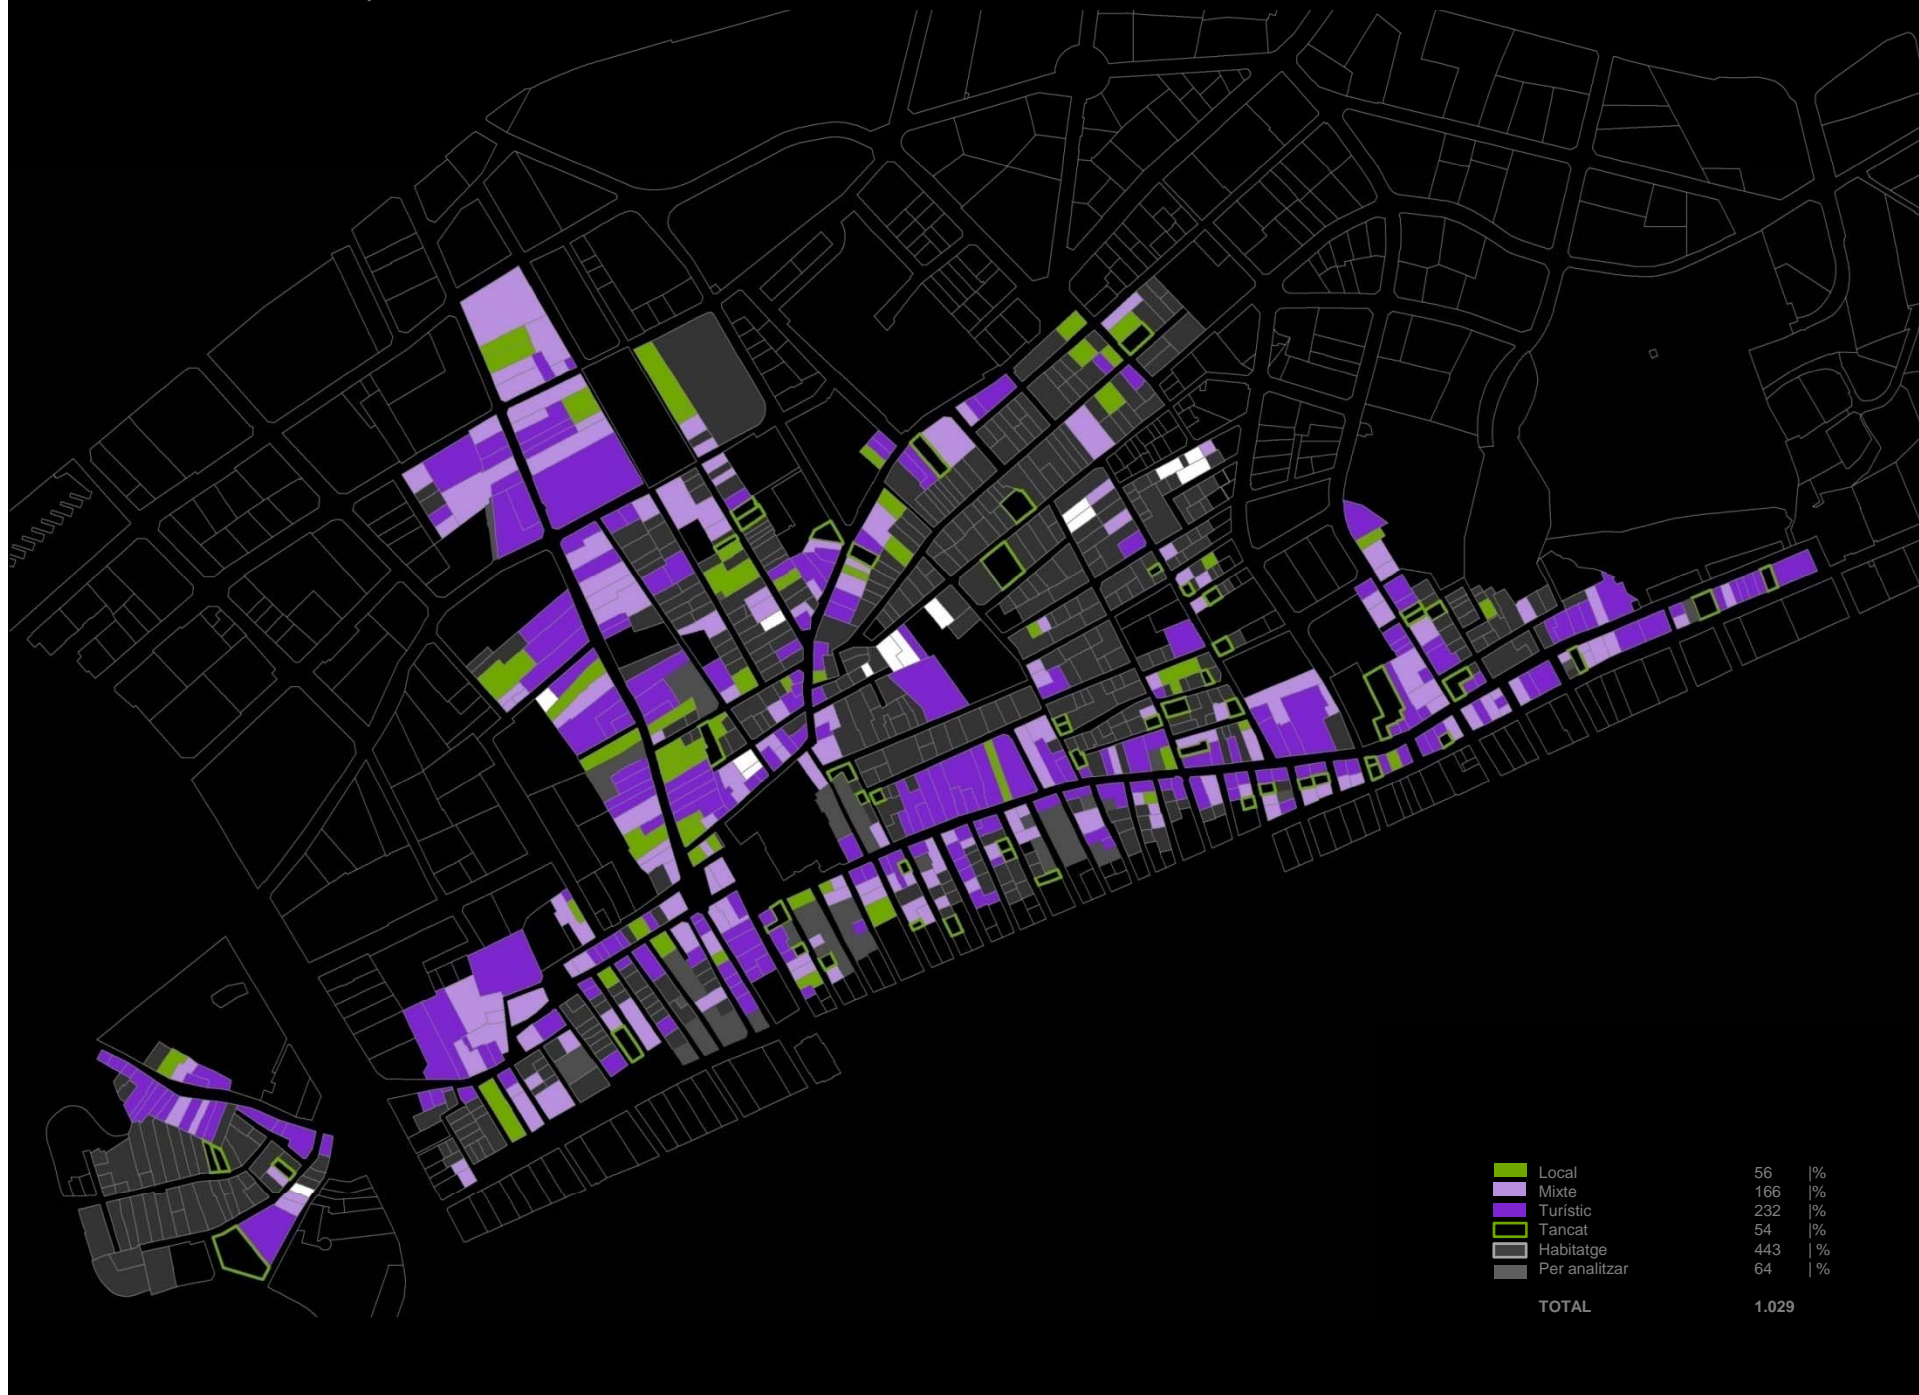 Local 56 |%
Mixte 166 |%
Turístic 232 |%
Tancat 54 |%
Habitatge 443 | %
Per analitzar 64 | %
TOTAL 1.029